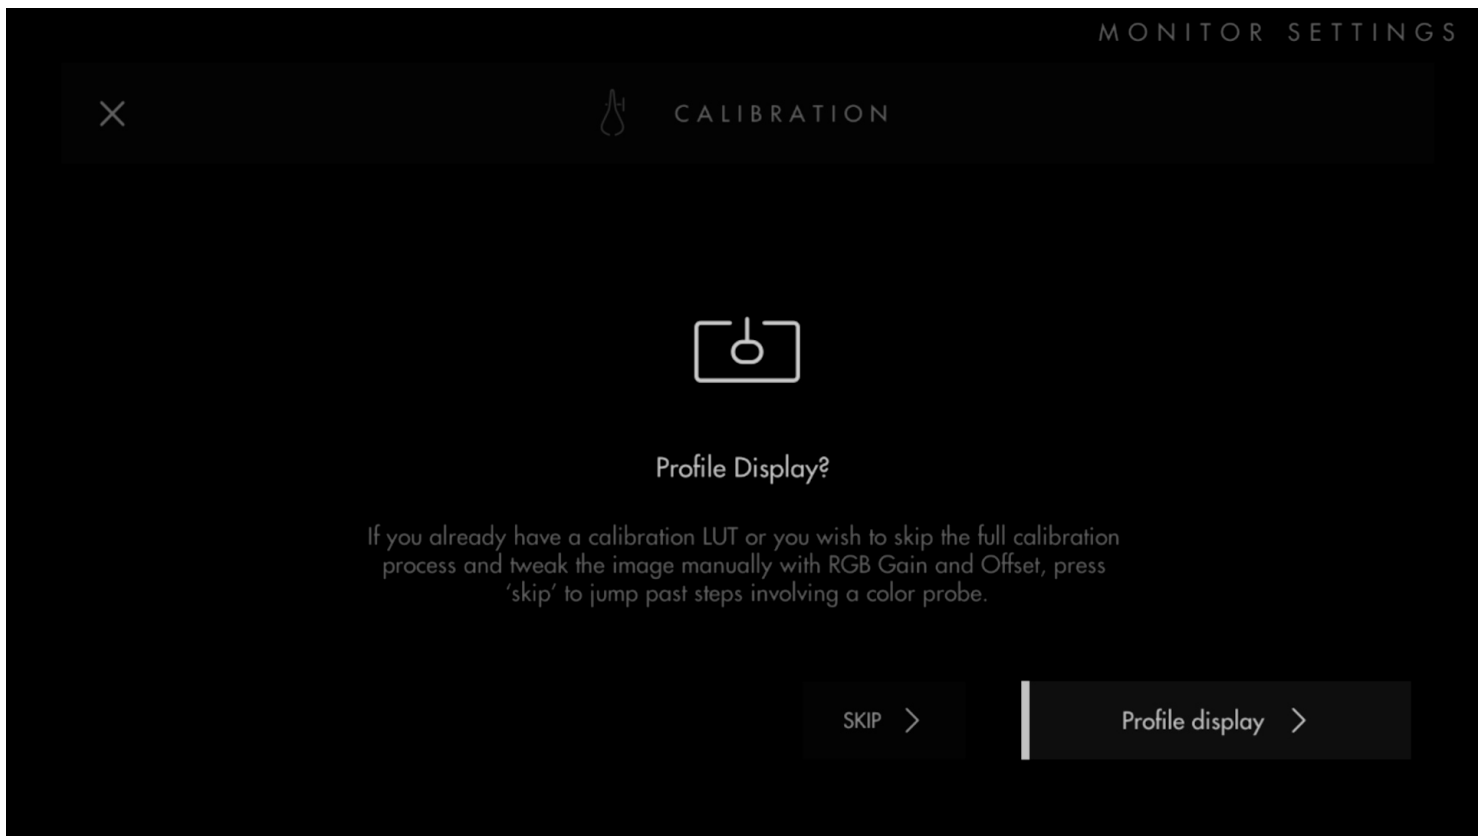 MONITOR SETTINGS
CALIBRATION
Profile Display?
If you already have a calibration LUT or you wish to skip the full calibration
process and tweak the image manually with RGB Gain and Offset, press
‘skip’ to jump past steps involving a color probe.
SKIP
Profile display